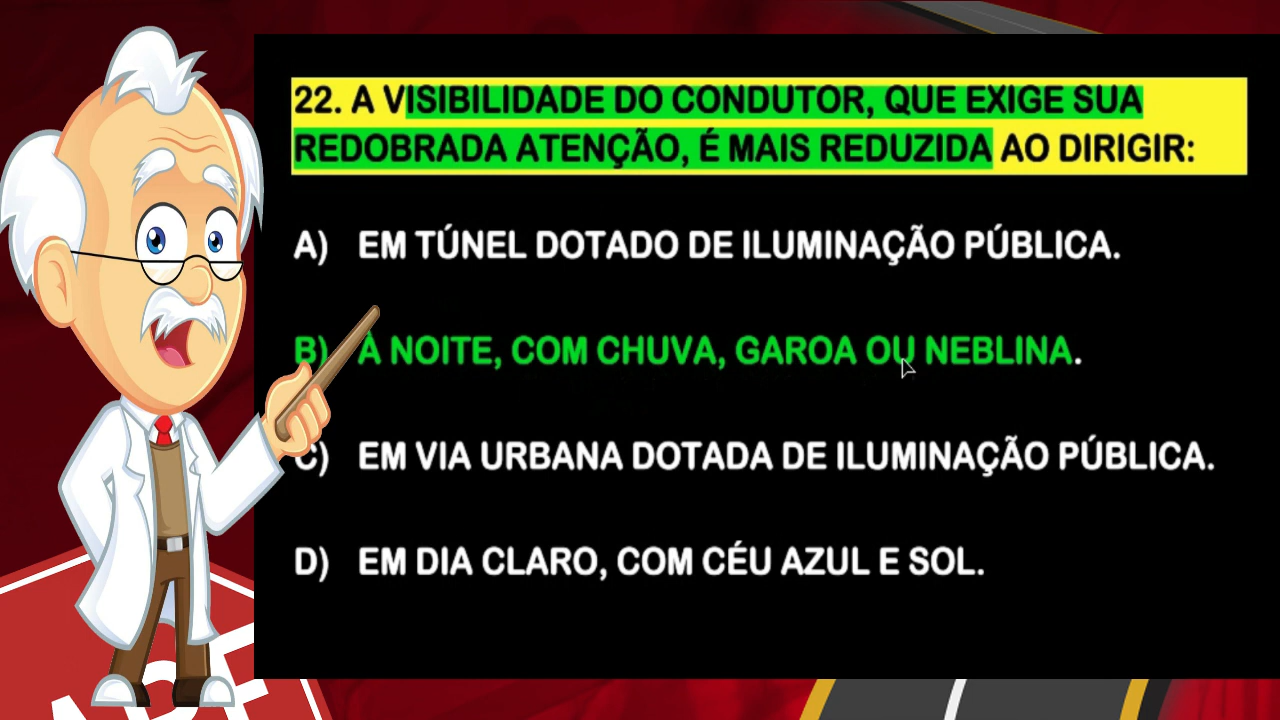 22. A VISIBILIDADE DO CONDUTOR, QUE EXIGE SUA
REDOBRADA ATENÇÃO, É MAIS REDUZIDA AO DIRIGIR:
A) EM TÚNEL DOTADO DE ILUMINAÇÃO PÚBLICA.
B) À NOITE, COM CHUVA, GAROA OU NEBLINA.
C) EM VIA URBANA DOTADA DE ILUMINAÇÃO PÚBLICA.
D) EM DIA CLARO, COM CÉU AZUL E SOL.